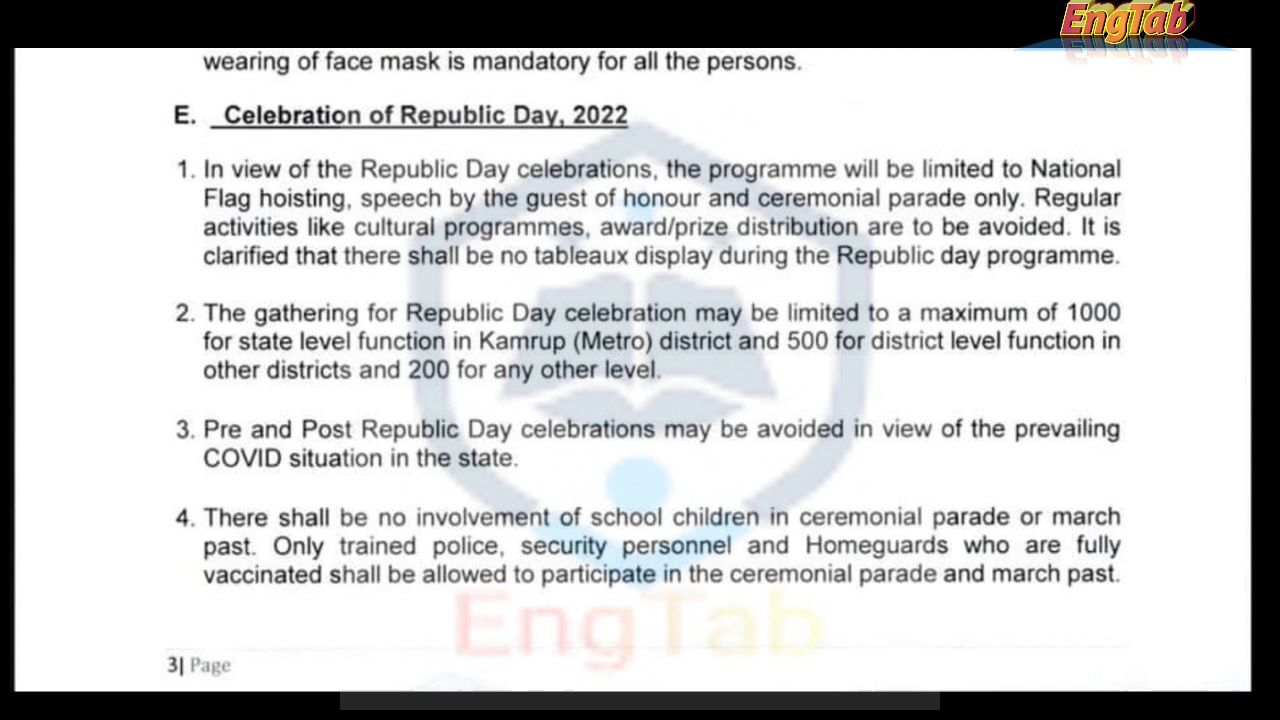 EngTab
wearing of face mask is mandatory for all the persons.
E. Celebration of Republic Day, 2022
1. In view of the Republic Day celebrations, the programme will be limited to National
Flag hoisting, speech by the guest of honour and ceremonial parade only. Regular
activities like cultural programmes, award/prize distribution are to be avoided. It is
clarified that there shall be no tableaux display during the Republic day programme.
2. The gathering for Republic Day celebration may be limited to a maximum of 1000
for state level function in Kamrup (Metro) district and 500 for district level function in
other districts and 200 for any other level.
3. Pre and Post Republic Day celebrations may be avoided in view of the prevailing
COVID situation in the state.
4. There shall be no involvement of school children in ceremonial parade or march
past. Only trained police, security personnel and Homeguards who are fully
vaccinated shall be allowed to participate in the ceremonial parade and march past.
EngTab
3| Page